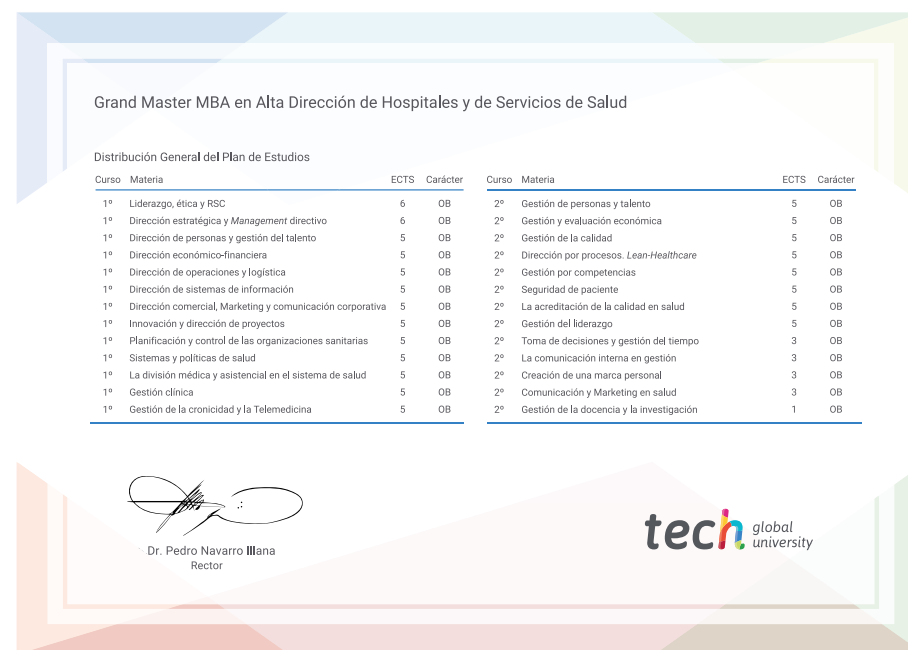 Grand Master MBA en Alta Dirección de Hospitales y de Servicios de Salud
Distribución General del Plan de Estudios
Curso Materia ECTS Carácter
1º Liderazgo, ética y RSC 6 OB
1º Dirección estratégica y Management directivo 6 OB
1º Dirección de personas y gestión del talento 5 OB
1º Dirección económico-financiera 5 OB
1º Dirección de operaciones y logística 5 OB
1º Dirección de sistemas de información 5 OB
1º Dirección comercial, Marketing y comunicación corporativa 5 OB
1º Innovación y dirección de proyectos 5 OB
1º Planificación y control de las organizaciones sanitarias 5 OB
1º Sistemas y políticas de salud 5 OB
1º La división médica y asistencial en el sistema de salud 5 OB
1º Gestión clínica 5 OB
1º Gestión de la cronicidad y la Telemedicina 5 OB
Curso Materia ECTS Carácter
2º Gestión de personas y talento 5 OB
2º Gestión y evaluación económica 5 OB
2º Gestión de la calidad 5 OB
2º Dirección por procesos. Lean-Healthcare 5 OB
2º Gestión por competencias 5 OB
2º Seguridad de paciente 5 OB
2º La acreditación de la calidad en salud 5 OB
2º Gestión del liderazgo 5 OB
2º Toma de decisiones y gestión del tiempo 3 OB
2º La comunicación interna en gestión 3 OB
2º Creación de una marca personal 3 OB
2º Comunicación y Marketing en salud 3 OB
2º Gestión de la docencia y la investigación 1 OB
Dr. Pedro Navarro Illana
Rector
tech global
university